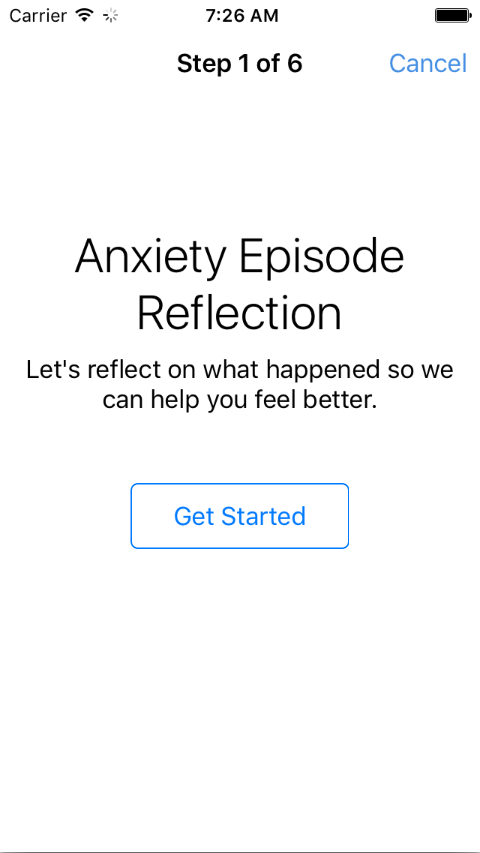 Carrier 7:26 AM
Step 1 of 6 Cancel
Anxiety Episode
Reflection
Let's reflect on what happened so we
can help you feel better.
Get Started